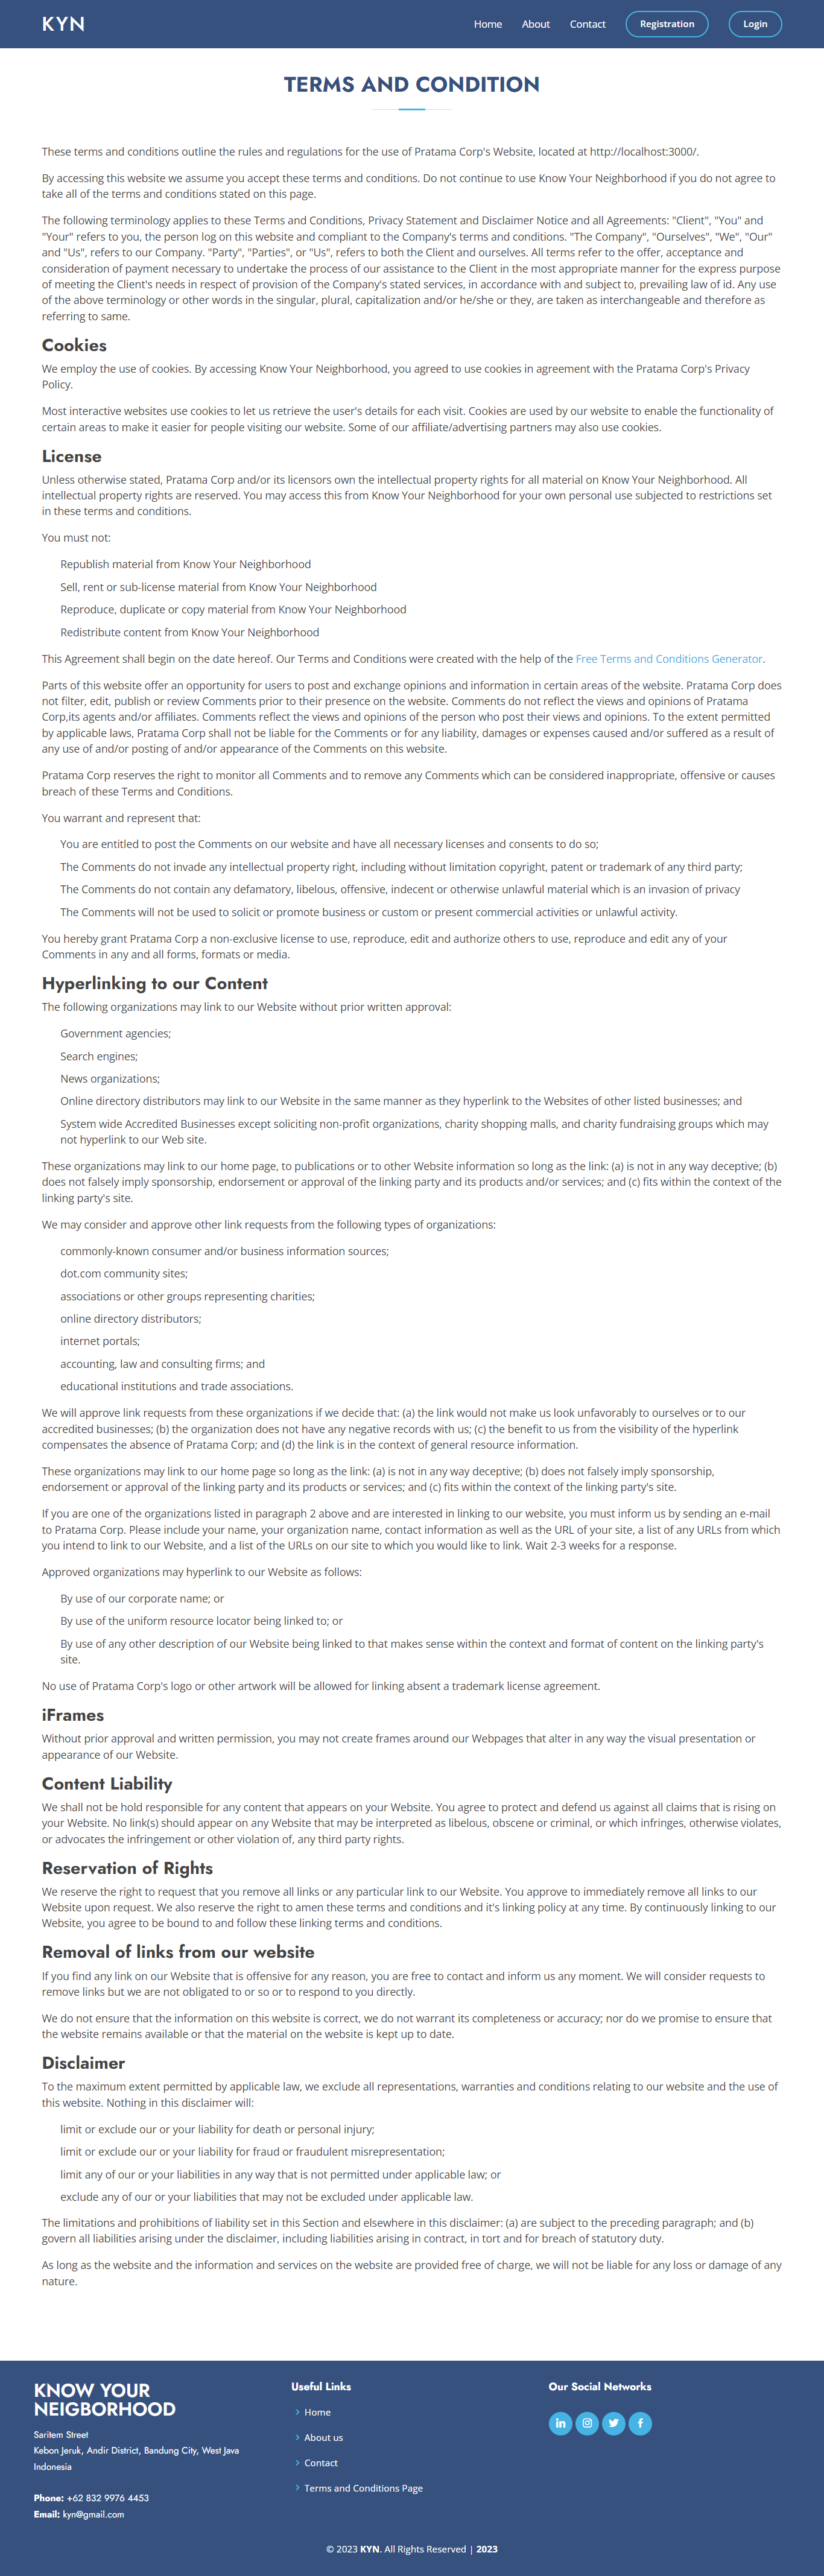 KYN
Home About Contact Registration Login
TERMS AND CONDITION
These terms and conditions outline the rules and regulations for the use of Pratama Corp's Website, located at http://localhost:3000/.
By accessing this website we assume you accept these terms and conditions. Do not continue to use Know Your Neighborhood if you do not agree to
take all of the terms and conditions stated on this page.
The following terminology applies to these Terms and Conditions, Privacy Statement and Disclaimer Notice and all Agreements: "Client", "You" and
"Your" refers to you, the person log on this website and compliant to the Company's terms and conditions. "The Company", "Ourselves", "We", "Our"
and "Us", refers to our Company. "Party", "Parties", or "Us", refers to both the Client and ourselves. All terms refer to the offer, acceptance and
consideration of payment necessary to undertake the process of our assistance to the Client in the most appropriate manner for the express purpose
of meeting the Client's needs in respect of provision of the Company's stated services, in accordance with and subject to, prevailing law of id. Any use
of the above terminology or other words in the singular, plural, capitalization and/or he/she or they, are taken as interchangeable and therefore as
referring to same.
Cookies
We employ the use of cookies. By accessing Know Your Neighborhood, you agreed to use cookies in agreement with the Pratama Corp's Privacy
Policy.
Most interactive websites use cookies to let us retrieve the user's details for each visit. Cookies are used by our website to enable the functionality of
certain areas to make it easier for people visiting our website. Some of our affiliate/advertising partners may also use cookies.
License
Unless otherwise stated, Pratama Corp and/or its licensors own the intellectual property rights for all material on Know Your Neighborhood. All
intellectual property rights are reserved. You may access this from Know Your Neighborhood for your own personal use subjected to restrictions set
in these terms and conditions.
You must not:
Republish material from Know Your Neighborhood
Sell, rent or sub-license material from Know Your Neighborhood
Reproduce, duplicate or copy material from Know Your Neighborhood
Redistribute content from Know Your Neighborhood
This Agreement shall begin on the date hereof. Our Terms and Conditions were created with the help of the Free Terms and Conditions Generator.
Parts of this website offer an opportunity for users to post and exchange opinions and information in certain areas of the website. Pratama Corp does
not filter, edit, publish or review Comments prior to their presence on the website. Comments do not reflect the views and opinions of Pratama
Corp,its agents and/or affiliates. Comments reflect the views and opinions of the person who post their views and opinions. To the extent permitted
by applicable laws, Pratama Corp shall not be liable for the Comments or for any liability, damages or expenses caused and/or suffered as a result of
any use of and/or posting of and/or appearance of the Comments on this website.
Pratama Corp reserves the right to monitor all Comments and to remove any Comments which can be considered inappropriate, offensive or causes
breach of these Terms and Conditions.
You warrant and represent that:
You are entitled to post the Comments on our website and have all necessary licenses and consents to do so;
The Comments do not invade any intellectual property right, including without limitation copyright, patent or trademark of any third party;
The Comments do not contain any defamatory, libelous, offensive, indecent or otherwise unlawful material which is an invasion of privacy
The Comments will not be used to solicit or promote business or custom or present commercial activities or unlawful activity.
You hereby grant Pratama Corp a non-exclusive license to use, reproduce, edit and authorize others to use, reproduce and edit any of your
Comments in any and all forms, formats or media.
Hyperlinking to our Content
The following organizations may link to our Website without prior written approval:
Government agencies;
Search engines;
News organizations;
Online directory distributors may link to our Website in the same manner as they hyperlink to the Websites of other listed businesses; and
System wide Accredited Businesses except soliciting non-profit organizations, charity shopping malls, and charity fundraising groups which may
not hyperlink to our Web site.
These organizations may link to our home page, to publications or to other Website information so long as the link: (a) is not in any way deceptive; (b)
does not falsely imply sponsorship, endorsement or approval of the linking party and its products and/or services; and (c) fits within the context of the
linking party's site.
We may consider and approve other link requests from the following types of organizations:
commonly-known consumer and/or business information sources;
dot.com community sites;
associations or other groups representing charities;
online directory distributors;
internet portals;
accounting, law and consulting firms; and
educational institutions and trade associations.
We will approve link requests from these organizations if we decide that: (a) the link would not make us look unfavorably to ourselves or to our
accredited businesses; (b) the organization does not have any negative records with us; (c) the benefit to us from the visibility of the hyperlink
compensates the absence of Pratama Corp; and (d) the link is in the context of general resource information.
These organizations may link to our home page so long as the link: (a) is not in any way deceptive; (b) does not falsely imply sponsorship,
endorsement or approval of the linking party and its products or services; and (c) fits within the context of the linking party's site.
If you are one of the organizations listed in paragraph 2 above and are interested in linking to our website, you must inform us by sending an e-mail
to Pratama Corp. Please include your name, your organization name, contact information as well as the URL of your site, a list of any URLs from which
you intend to link to our Website, and a list of the URLs on our site to which you would like to link. Wait 2-3 weeks for a response.
Approved organizations may hyperlink to our Website as follows:
By use of our corporate name; or
By use of the uniform resource locator being linked to; or
By use of any other description of our Website being linked to that makes sense within the context and format of content on the linking party's
site.
No use of Pratama Corp's logo or other artwork will be allowed for linking absent a trademark license agreement.
iFrames
Without prior approval and written permission, you may not create frames around our Webpages that alter in any way the visual presentation or
appearance of our Website.
Content Liability
We shall not be hold responsible for any content that appears on your Website. You agree to protect and defend us against all claims that is rising on
your Website. No link(s) should appear on any Website that may be interpreted as libelous, obscene or criminal, or which infringes, otherwise violates,
or advocates the infringement or other violation of, any third party rights.
Reservation of Rights
We reserve the right to request that you remove all links or any particular link to our Website. You approve to immediately remove all links to our
Website upon request. We also reserve the right to amen these terms and conditions and it's linking policy at any time. By continuously linking to our
Website, you agree to be bound to and follow these linking terms and conditions.
Removal of links from our website
If you find any link on our Website that is offensive for any reason, you are free to contact and inform us any moment. We will consider requests to
remove links but we are not obligated to or so or to respond to you directly.
We do not ensure that the information on this website is correct, we do not warrant its completeness or accuracy; nor do we promise to ensure that
the website remains available or that the material on the website is kept up to date.
Disclaimer
To the maximum extent permitted by applicable law, we exclude all representations, warranties and conditions relating to our website and the use of
this website. Nothing in this disclaimer will:
limit or exclude our or your liability for death or personal injury;
limit or exclude our or your liability for fraud or fraudulent misrepresentation;
limit any of our or your liabilities in any way that is not permitted under applicable law; or
exclude any of our or your liabilities that may not be excluded under applicable law.
The limitations and prohibitions of liability set in this Section and elsewhere in this disclaimer: (a) are subject to the preceding paragraph; and (b)
govern all liabilities arising under the disclaimer, including liabilities arising in contract, in tort and for breach of statutory duty.
As long as the website and the information and services on the website are provided free of charge, we will not be liable for any loss or damage of any
nature.
KNOW YOUR
NEIGBORHOOD
Saritem Street
Kebon Jeruk, Andir District, Bandung City, West Java
Indonesia
Phone: +62 832 9976 4453
Email: kyn@gmail.com
Useful Links
Home
About us
Contact
Terms and Conditions Page
Our Social Networks
© 2023 KYN. All Rights Reserved | 2023